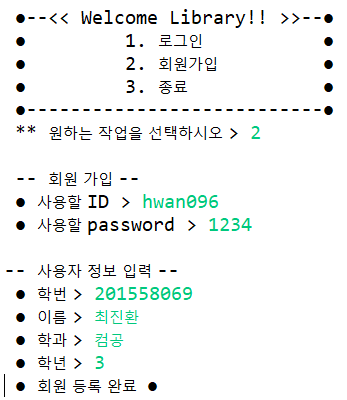 ●--<< Welcome Library!! >>--●
● 1. 로그인 ●
● 2. 회원가입 ●
● 3. 종료 ●
●--------------------------●
** 원하는 작업을 선택하시오 > 2
-- 회원 가입 --
● 사용할 ID > hwan096
● 사용할 password > 1234
-- 사용자 정보 입력 --
● 학번 > 201558069
● 이름 > 최진환
● 학과 > 컴공
● 학년 > 3
● 회원 등록 완료 ●